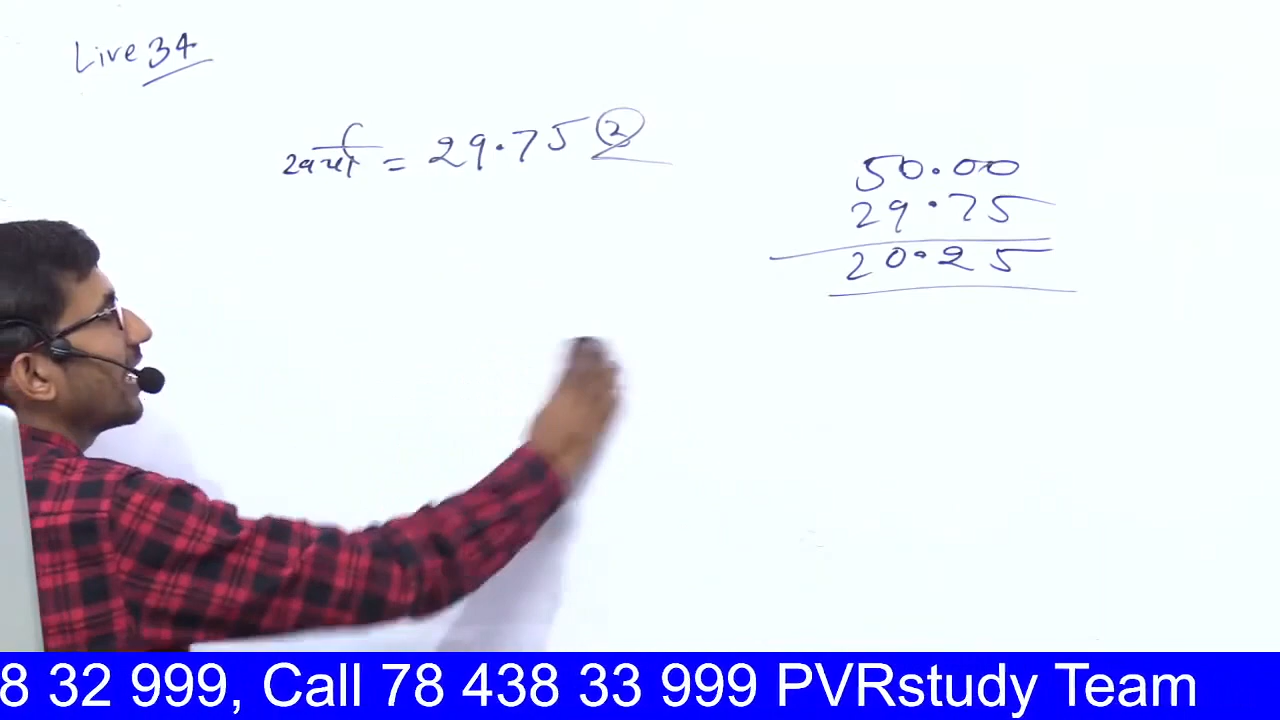 Live 34
= 29.75 2
50.00
29.75
20.25
8 32 999, Call 78 438 33 999 PVRstudy Team